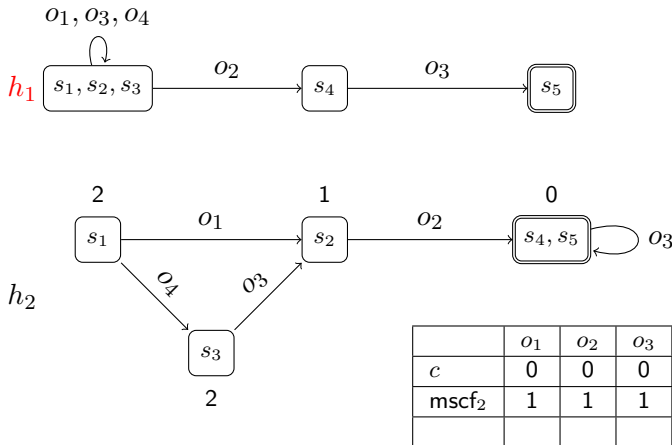 o₁, o₃, o₄
h₁ s₁, s₂, s₃ o₂ s₄ o₃ s₅
2 1 0
s₁ o₁ s₂ o₂ s₄, s₅ o₃
o₄ o₃
h₂
s₃
2
o₁ o₂ o₃
c 0 0 0
mscf₂ 1 1 1